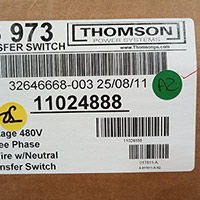 973
THOMSON
POWER SYSTEMS
www.Thomsonps.com
SFER SWITCH
32646668-003 25/08/11
A2
11024888
age 480V
ee Phase
ire w/Neutral
nsfer Switch
11024888